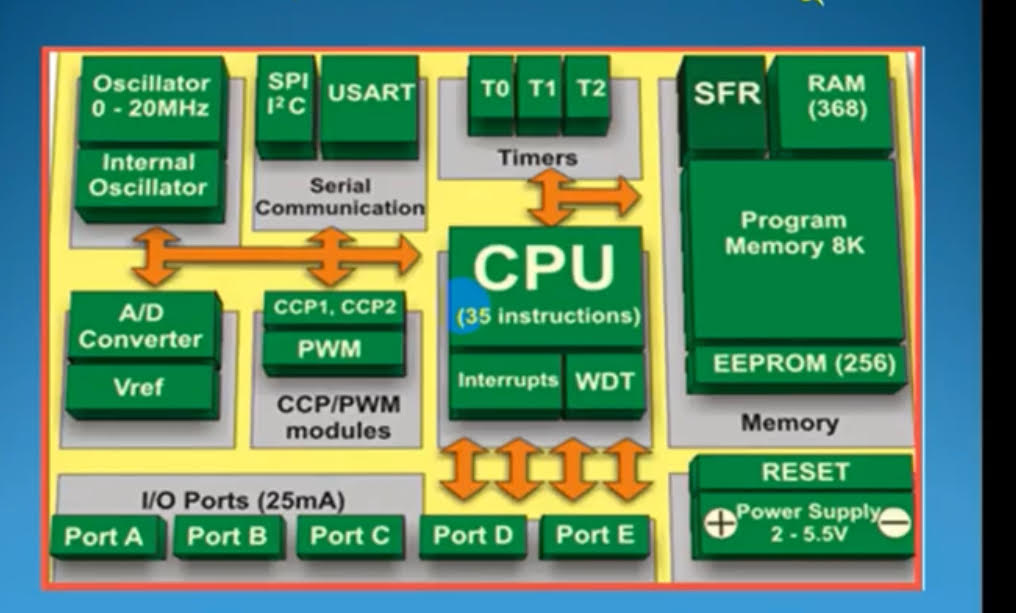 Oscillator
0 - 20MHz
Internal
Oscillator
SPI
I²C
USART
Serial
Communication
T0
T1
T2
Timers
SFR
RAM
(368)
Program
Memory 8K
EEPROM (256)
Memory
CPU
(35 instructions)
Interrupts
WDT
A/D
Converter
Vref
CCP1, CCP2
PWM
CCP/PWM
modules
I/O Ports (25mA)
Port A
Port B
Port C
Port D
Port E
RESET
+ Power Supply −
2 - 5.5V